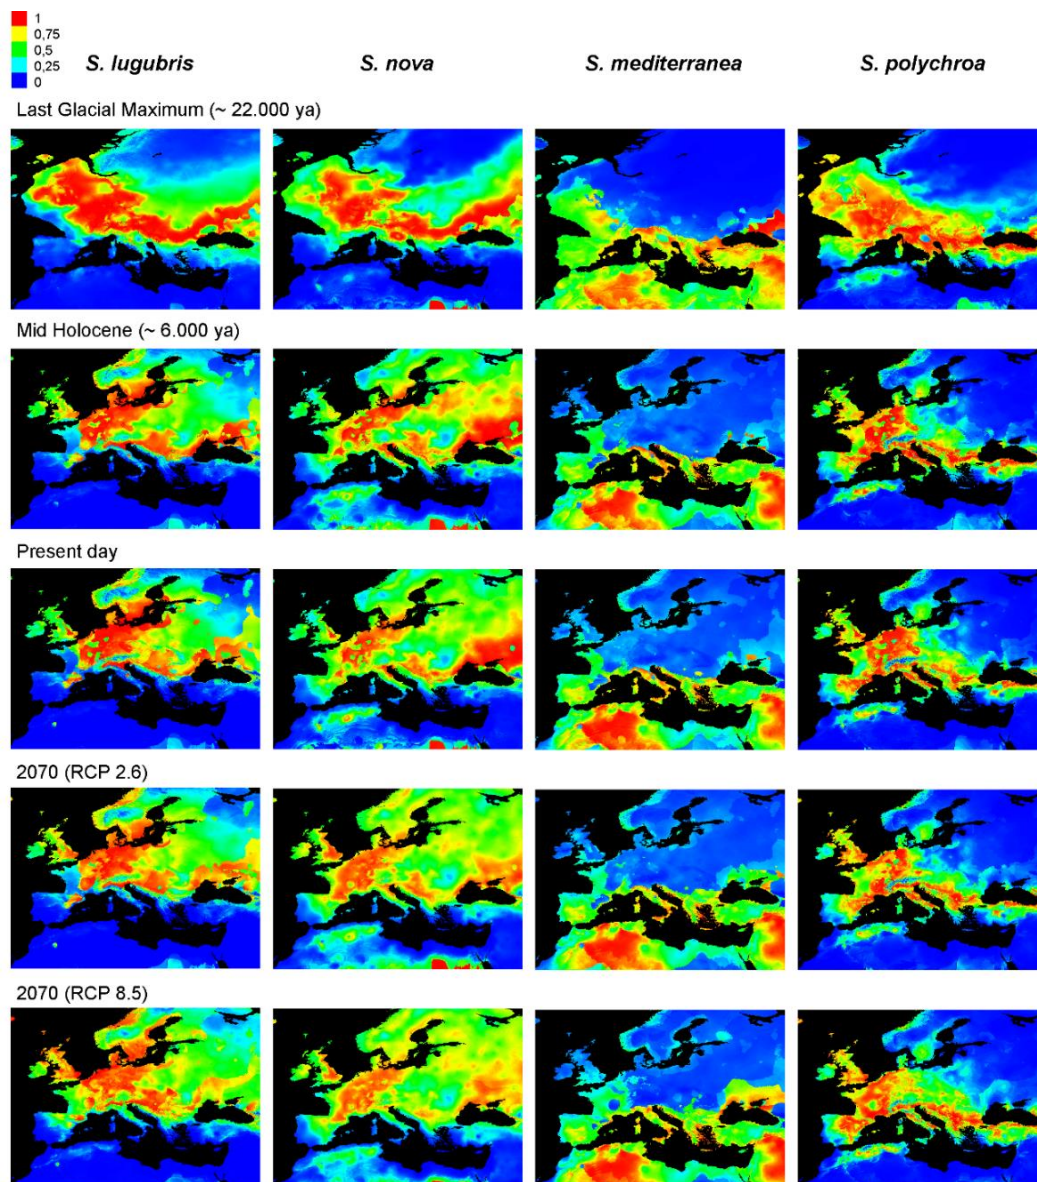 1
0,75
0,5
0,25
0
S. lugubris S. nova S. mediterranea S. polychroa
Last Glacial Maximum (~ 22.000 ya)
Mid Holocene (~ 6.000 ya)
Present day
2070 (RCP 2.6)
2070 (RCP 8.5)